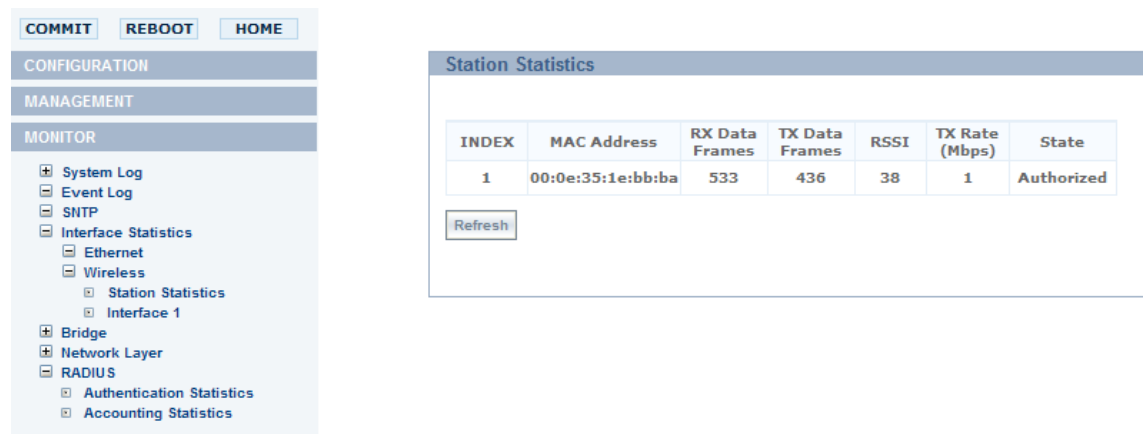 COMMIT REBOOT HOME
CONFIGURATION
MANAGEMENT
MONITOR
System Log
Event Log
SNTP
Interface Statistics
Ethernet
Wireless
Station Statistics
Interface 1
Bridge
Network Layer
RADIUS
Authentication Statistics
Accounting Statistics
Station Statistics
INDEX MAC Address RX Data Frames TX Data Frames RSSI TX Rate (Mbps) State
1 00:0e:35:1e:bb:ba 533 436 38 1 Authorized
Refresh